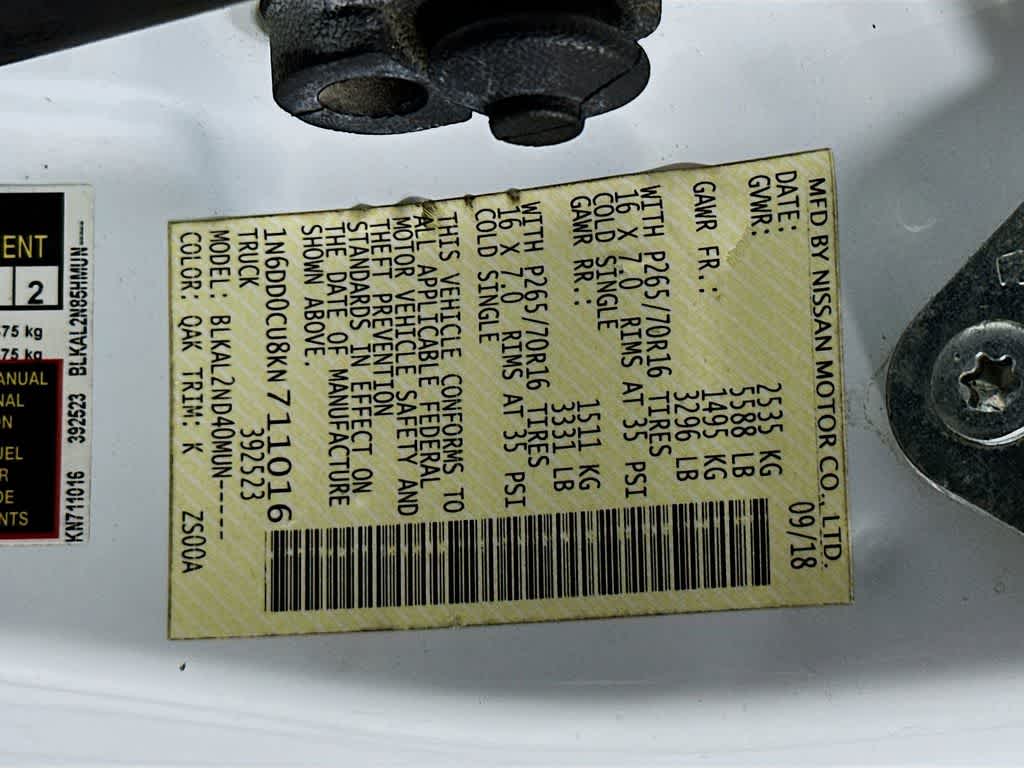 MFD BY NISSAN MOTOR CO., LTD.
DATE: 09/18
GVWR: 2535 KG
5588 LB
GAWR FR.: 1495 KG
3296 LB
WITH P265/70R16 TIRES
16 X 7.0 RIMS AT 35 PSI
COLD SINGLE
GAWR RR.: 1511 KG
3331 LB
WITH P265/70R16 TIRES
16 X 7.0 RIMS AT 35 PSI
COLD SINGLE
THIS VEHICLE CONFORMS TO
ALL APPLICABLE FEDERAL
MOTOR VEHICLE SAFETY AND
THEFT PREVENTION
STANDARDS IN EFFECT ON
THE DATE OF MANUFACTURE
SHOWN ABOVE.
1N6DD0CU8KN711016
TRUCK 392523
MODEL: BLKAL2ND40MUN-----
COLOR: QAK TRIM: K ZS00A
ENT
2
75 kg
75 kg
ANUAL
NAL
ON
UEL
R
DE
NTS
KN711016 392523 BLKAL2N85HMUN-----